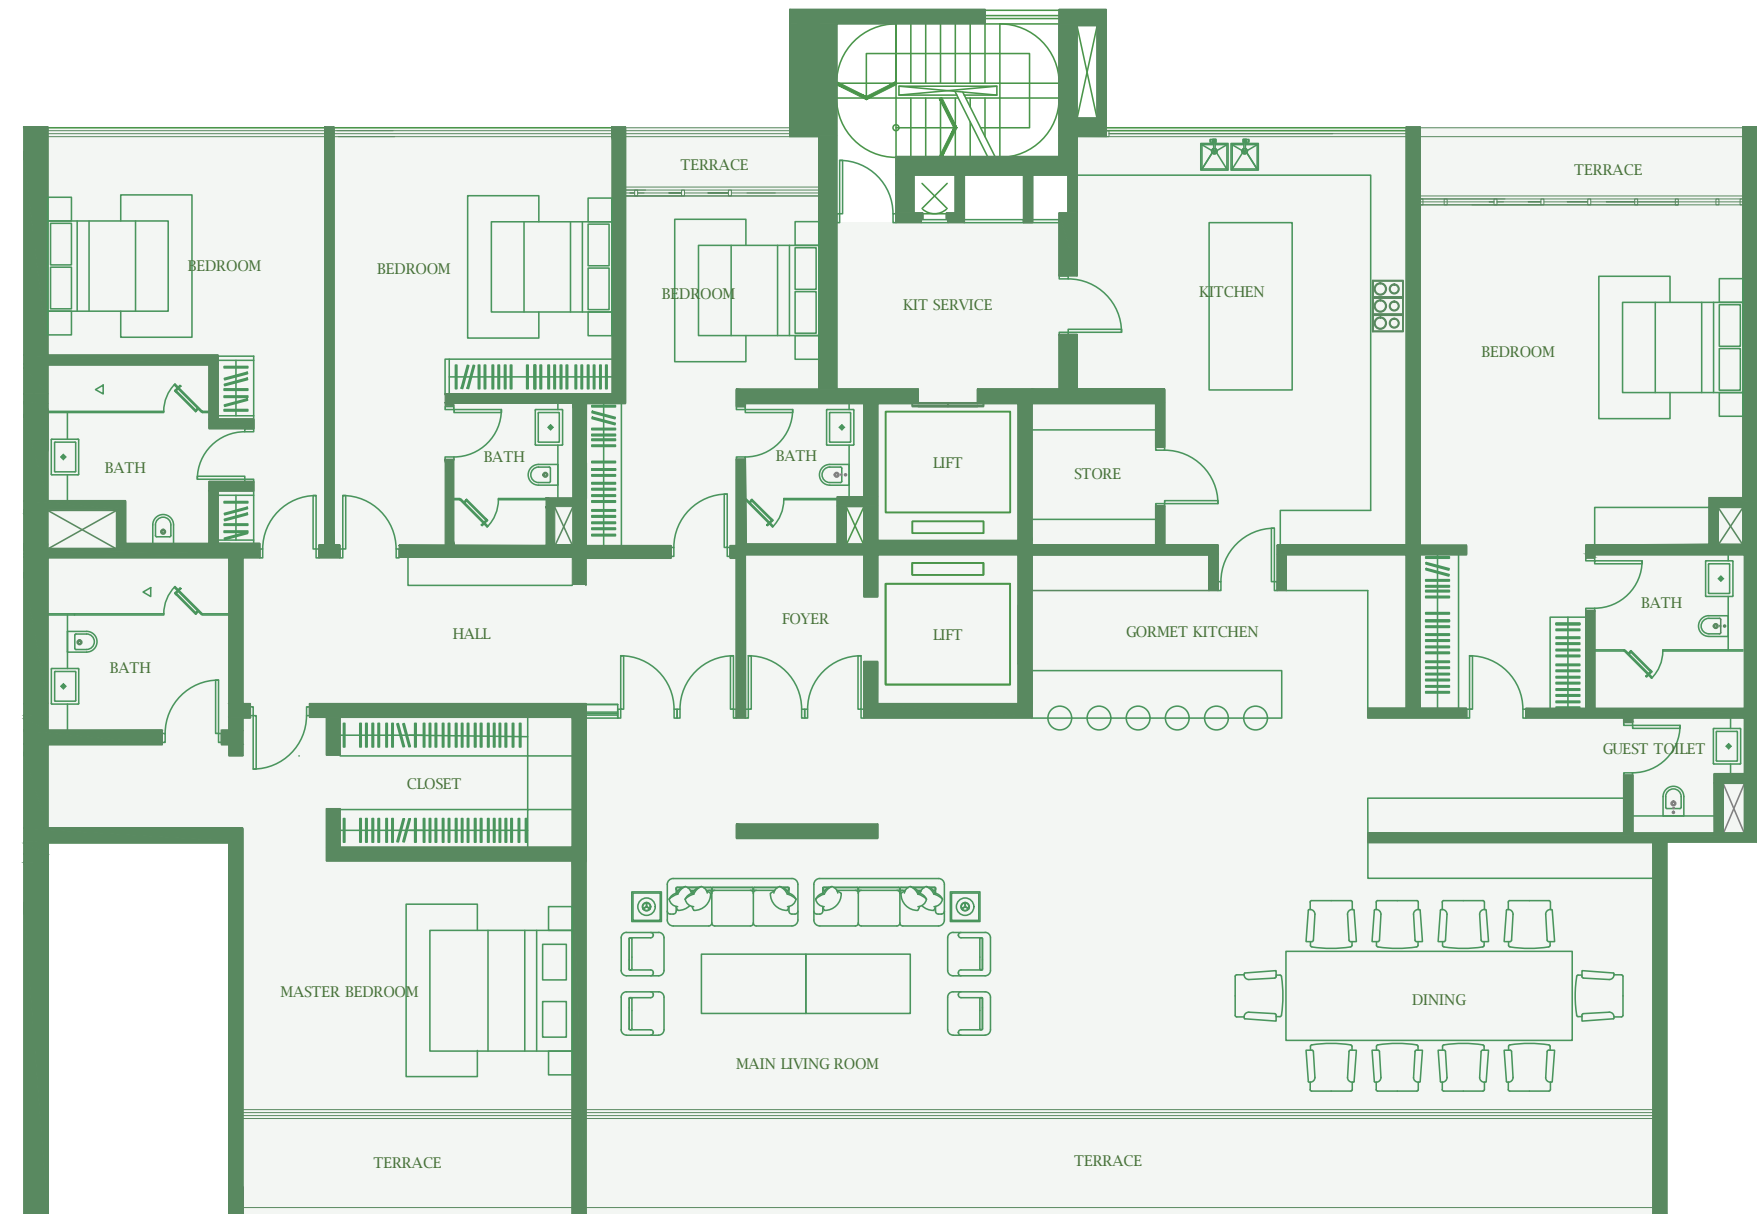 TERRACE
TERRACE
BEDROOM
BEDROOM
BEDROOM
KIT SERVICE
KITCHEN
BEDROOM
BATH
BATH
BATH
LIFT
STORE
HALL
FOYER
LIFT
GORMET KITCHEN
BATH
BATH
GUEST TOILET
CLOSET
MASTER BEDROOM
DINING
MAIN LIVING ROOM
TERRACE
TERRACE